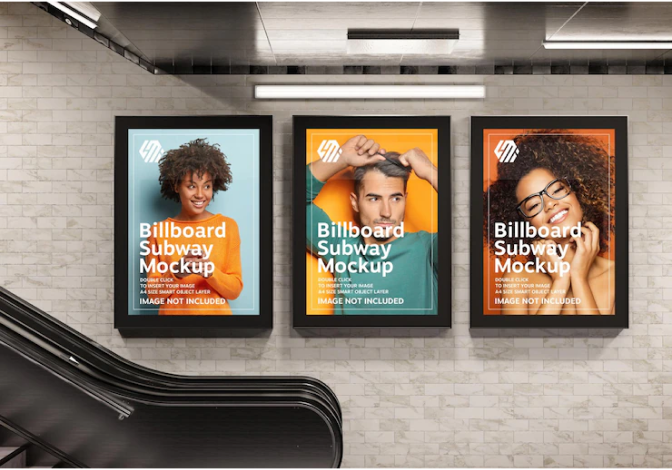 Billboard
Subway
Mockup
DOUBLE CLICK
TO INSERT YOUR IMAGE
A4 SIZE SMART OBJECT LAYER
IMAGE NOT INCLUDED
Billboard
Subway
Mockup
DOUBLE CLICK
TO INSERT YOUR IMAGE
A4 SIZE SMART OBJECT LAYER
IMAGE NOT INCLUDED
Billboard
Subway
Mockup
DOUBLE CLICK
TO INSERT YOUR IMAGE
A4 SIZE SMART OBJECT LAYER
IMAGE NOT INCLUDED